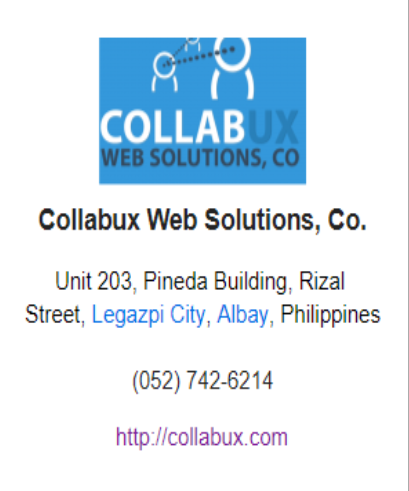 COLLABUX
WEB SOLUTIONS, CO
Collabux Web Solutions, Co.
Unit 203, Pineda Building, Rizal
Street, Legazpi City, Albay, Philippines
(052) 742-6214
http://collabux.com